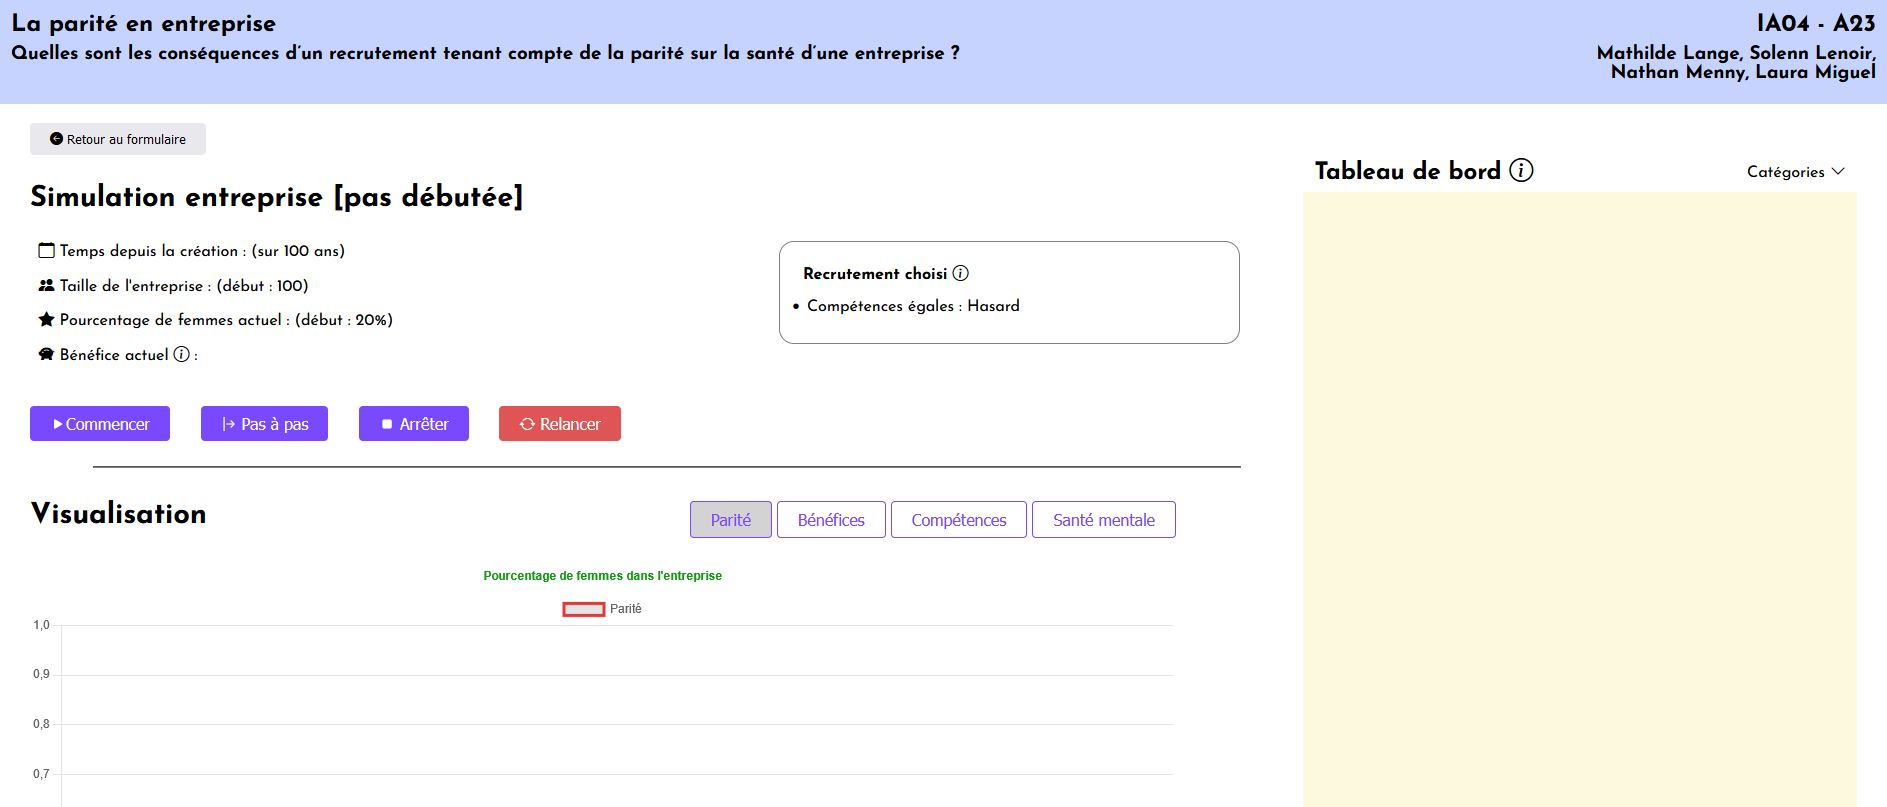 La parité en entreprise
Quelles sont les conséquences d'un recrutement tenant compte de la parité sur la santé d'une entreprise ?
IA04 - A23
Mathilde Lange, Solenn Lenoir,
Nathan Menny, Laura Miguel
Retour au formulaire
Simulation entreprise [pas débutée]
Temps depuis la création : (sur 100 ans)
Taille de l'entreprise : (début : 100)
Pourcentage de femmes actuel : (début : 20%)
Bénéfice actuel :
Recrutement choisi
• Compétences égales : Hasard
Commencer
Pas à pas
Arrêter
Relancer
Tableau de bord
Catégories
Visualisation
Parité
Bénéfices
Compétences
Santé mentale
Pourcentage de femmes dans l'entreprise
Parité
1,0
0,9
0,8
0,7